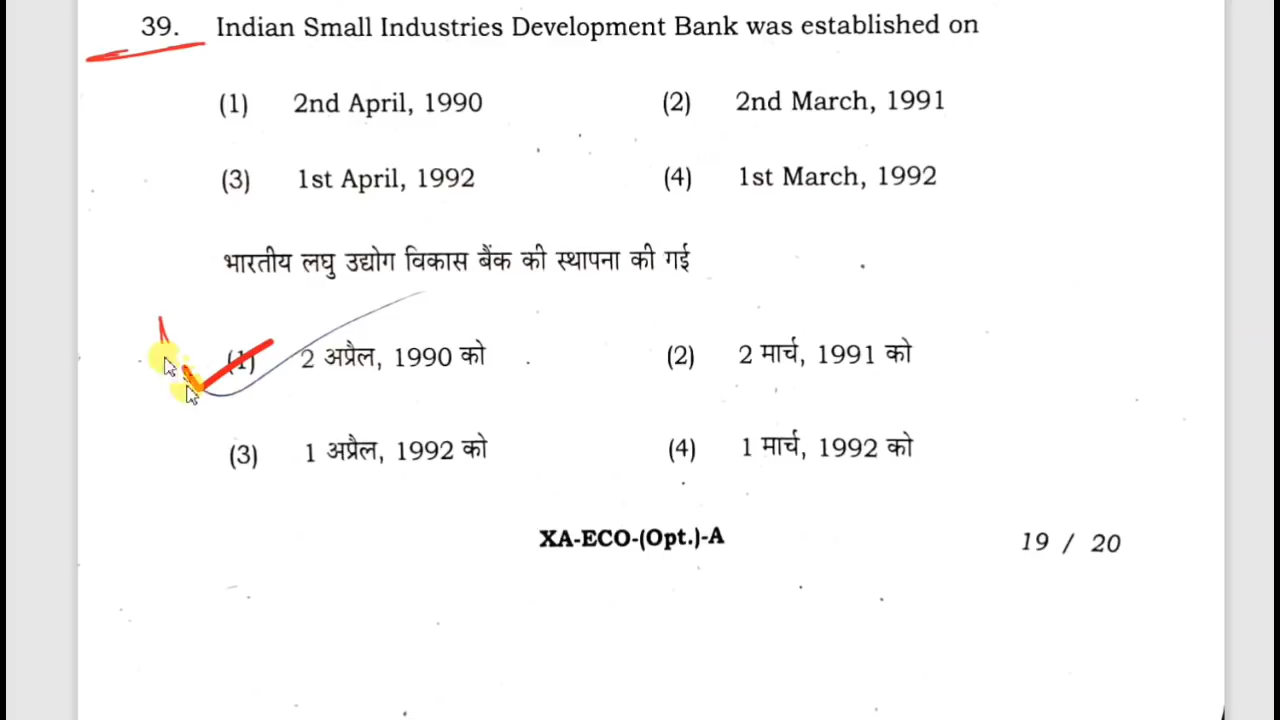 39. Indian Small Industries Development Bank was established on
(1) 2nd April, 1990 (2) 2nd March, 1991
(3) 1st April, 1992 (4) 1st March, 1992
भारतीय लघु उद्योग विकास बैंक की स्थापना की गई
(1) 2 अप्रैल, 1990 को (2) 2 मार्च, 1991 को
(3) 1 अप्रैल, 1992 को (4) 1 मार्च, 1992 को
XA-ECO-(Opt.)-A 19 / 20